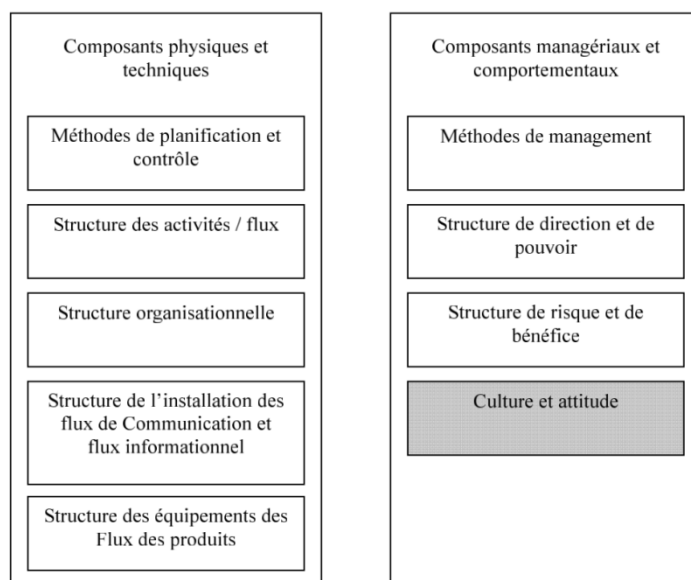 Composants physiques et
techniques
Méthodes de planification et
contrôle
Structure des activités / flux
Structure organisationnelle
Structure de l’installation des
flux de Communication et
flux informationnel
Structure des équipements des
Flux des produits
Composants managériaux et
comportementaux
Méthodes de management
Structure de direction et de
pouvoir
Structure de risque et de
bénéfice
Culture et attitude